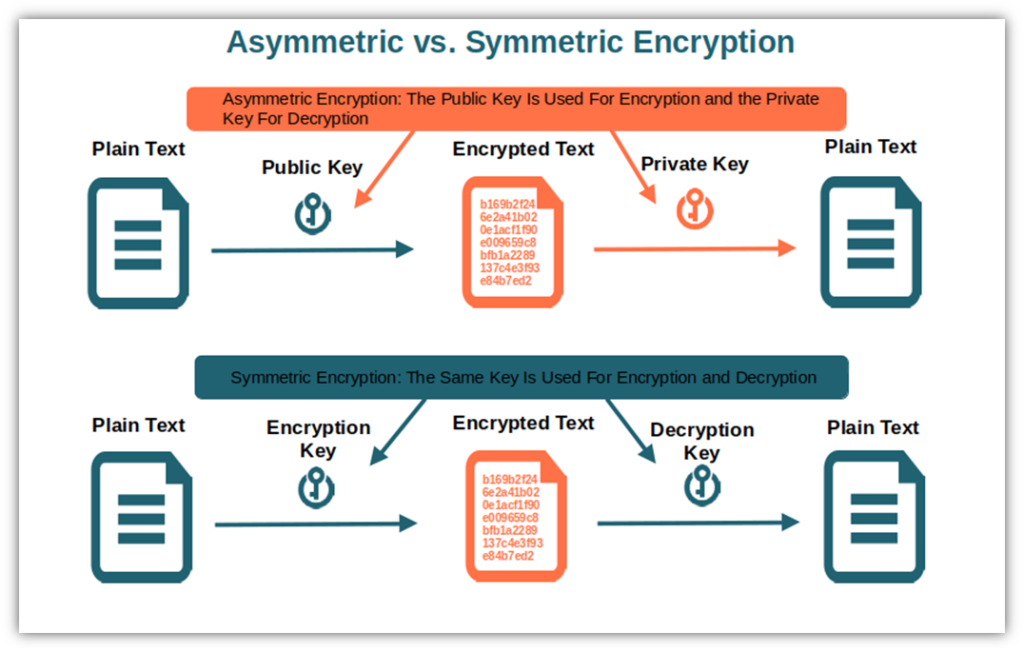 Asymmetric vs. Symmetric Encryption
Asymmetric Encryption: The Public Key Is Used For Encryption and the Private
Key For Decryption
Plain Text
Public Key
Encrypted Text
Private Key
Plain Text
b169b2f24
6e2a41b02
0e1acf1f90
e009659c8
bfb1a2289
137c4e3f93
e84b7ed2
Symmetric Encryption: The Same Key Is Used For Encryption and Decryption
Plain Text
Encryption
Key
Encrypted Text
Decryption
Key
Plain Text
b169b2f24
6e2a41b02
0e1acf1f90
e009659c8
bfb1a2289
137c4e3f93
e84b7ed2